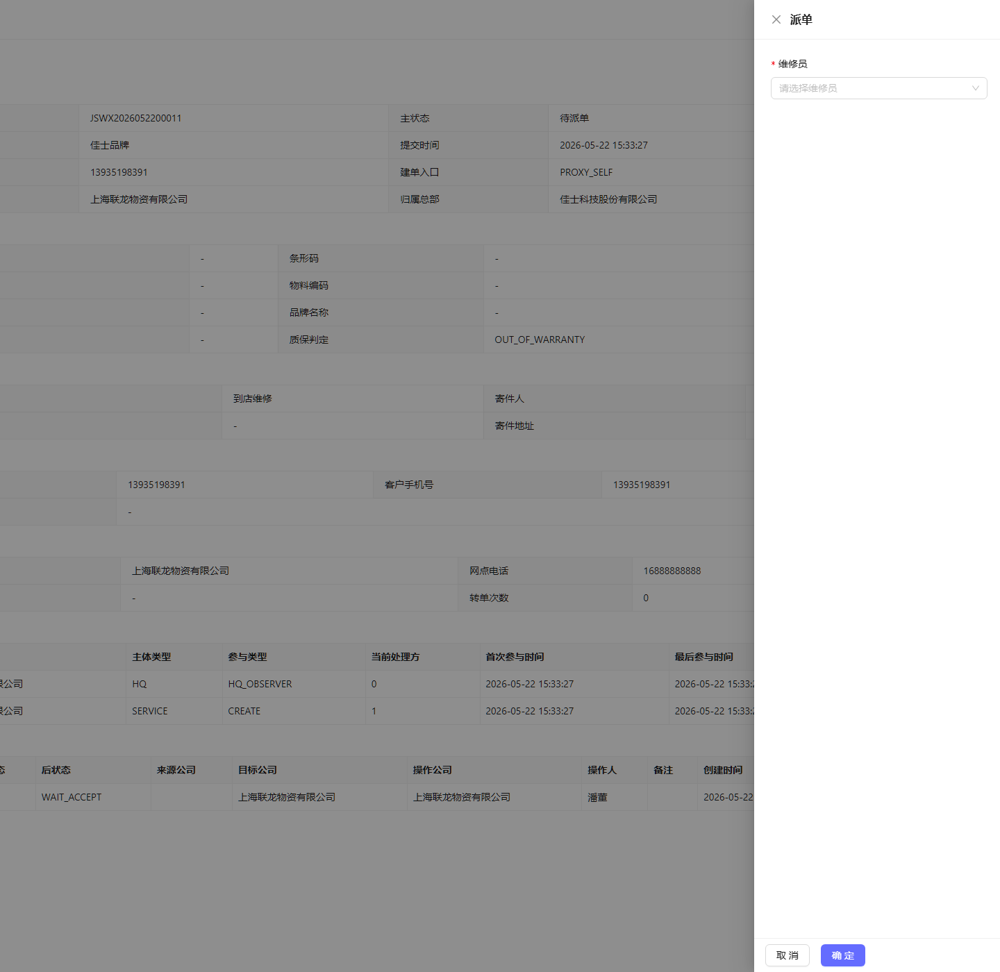 派单
* 维修员
请选择维修员
JSWX2026052200011 主状态 待派单
佳士品牌 提交时间 2026-05-22 15:33:27
13935198391 建单入口 PROXY_SELF
上海联龙物资有限公司 归属总部 佳士科技股份有限公司
- 条形码 -
- 物料编码 -
- 品牌名称 -
- 质保判定 OUT_OF_WARRANTY
到店维修 寄件人
- 寄件地址
13935198391 客户手机号 13935198391
-
上海联龙物资有限公司 网点电话 16888888888
- 转单次数 0
主体类型 参与类型 当前处理方 首次参与时间 最后参与时间
限公司 HQ HQ_OBSERVER 0 2026-05-22 15:33:27 2026-05-22 15:33:2
限公司 SERVICE CREATE 1 2026-05-22 15:33:27 2026-05-22 15:33:2
态 后状态 来源公司 目标公司 操作公司 操作人 备注 创建时间
WAIT_ACCEPT 上海联龙物资有限公司 上海联龙物资有限公司 潘董 2026-05-22
取 消 确 定